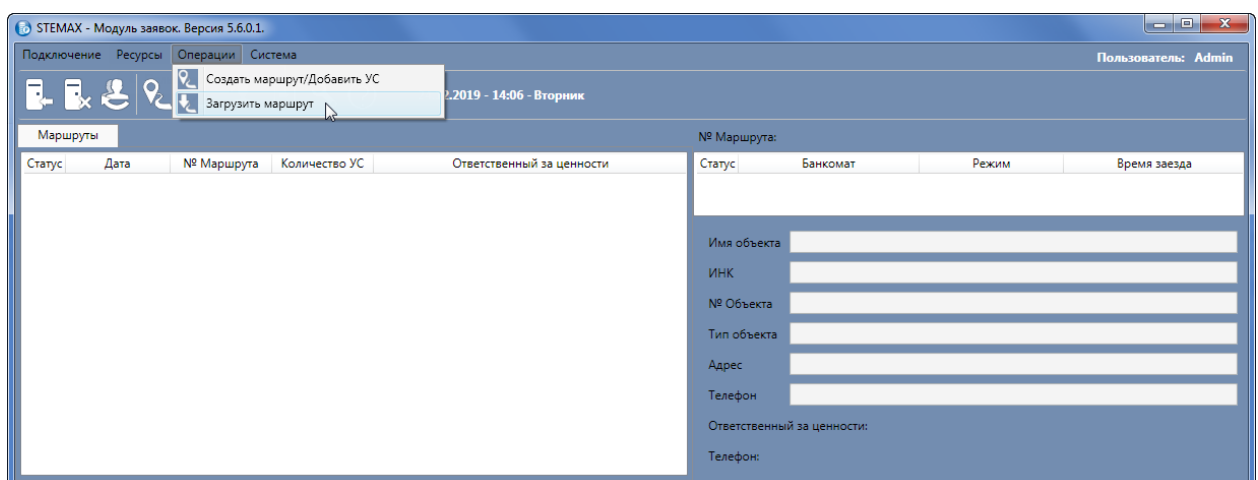 STEMAX - Модуль заявок. Версия 5.6.0.1.
Подключение Ресурсы Операции Система Пользователь: Admin
Создать маршрут/Добавить УС
Загрузить маршрут
2.2019 - 14:06 - Вторник
Маршруты
№ Маршрута:
Статус Дата № Маршрута Количество УС Ответственный за ценности
Статус Банкомат Режим Время заезда
Имя объекта
ИНК
№ Объекта
Тип объекта
Адрес
Телефон
Ответственный за ценности:
Телефон: